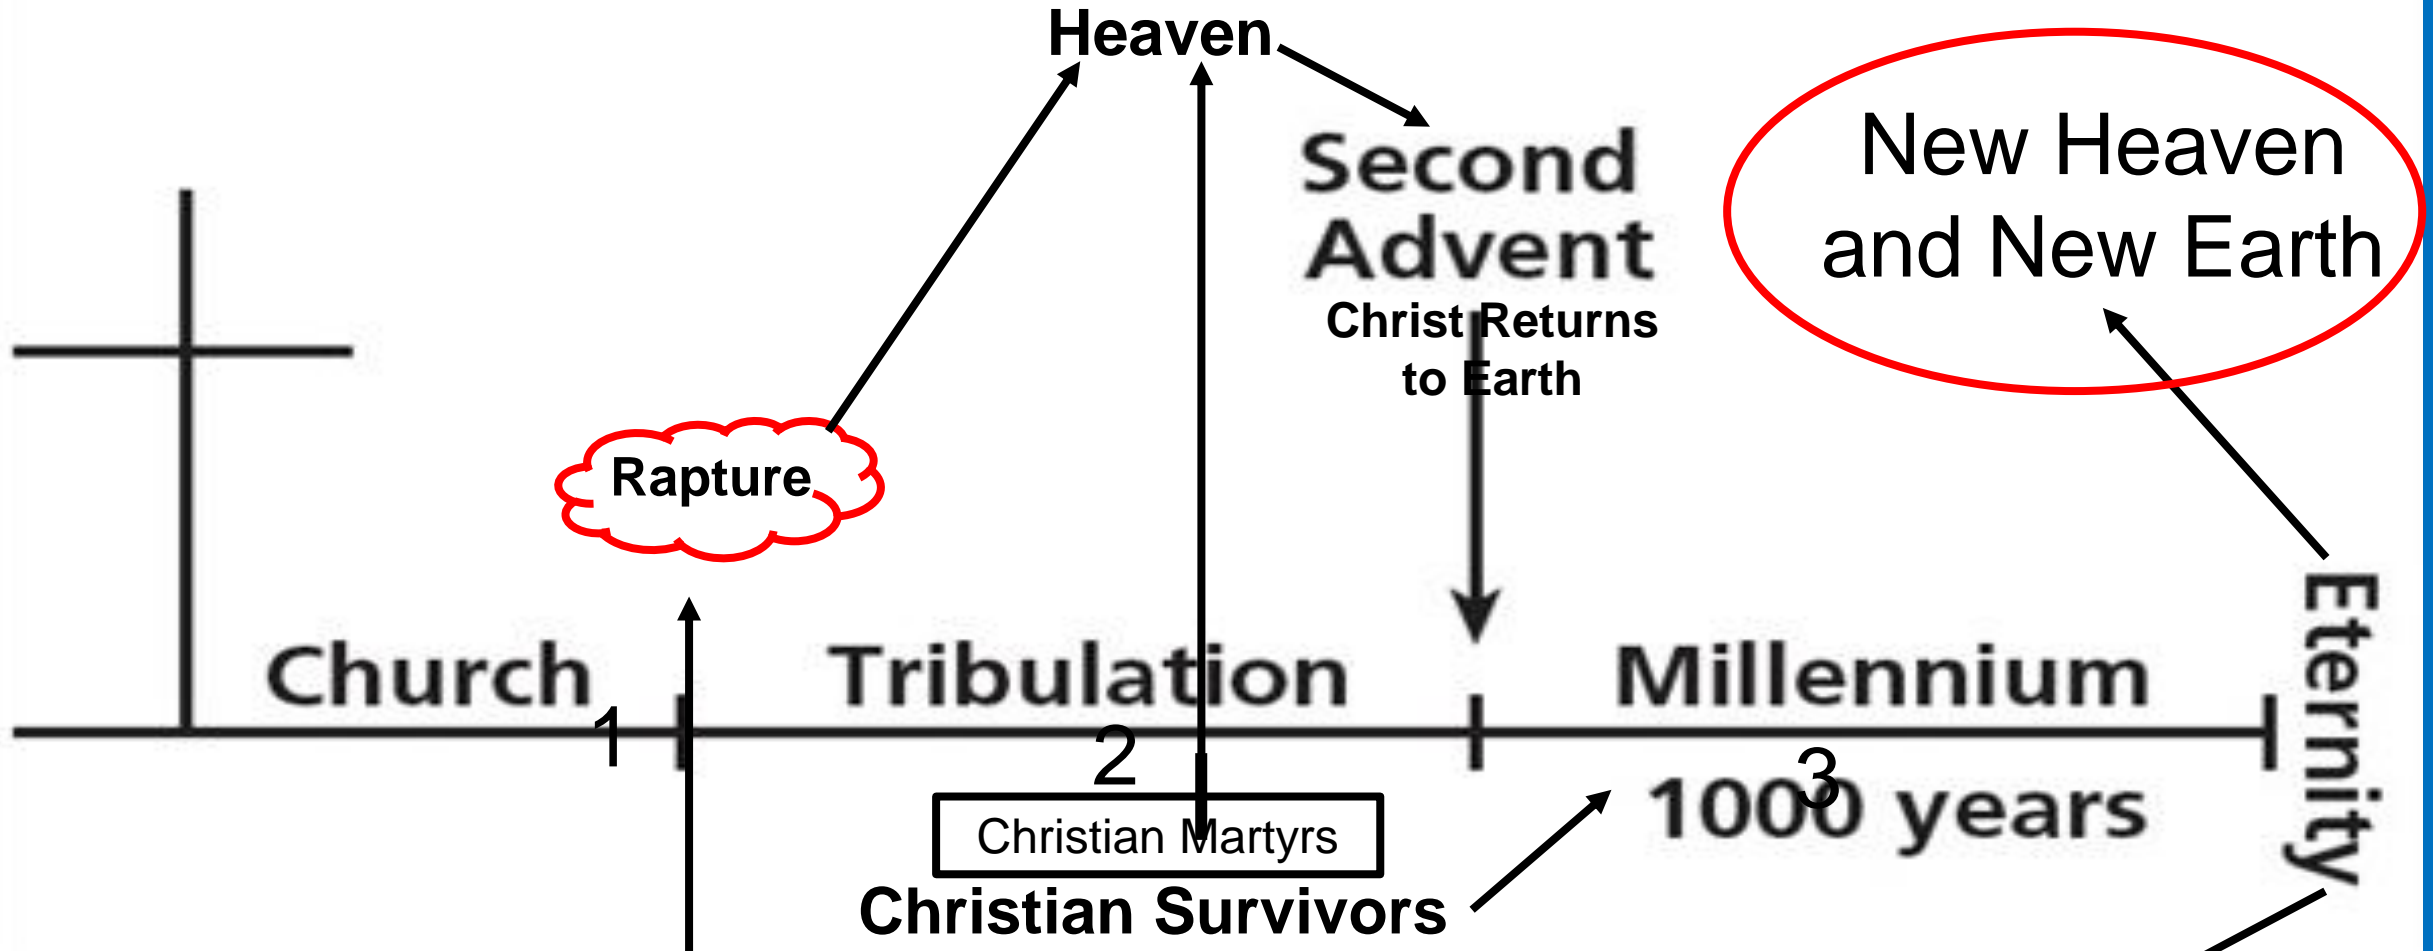 Heaven
Second
Advent
Christ Returns
to Earth
New Heaven
and New Earth
Rapture
Church
Tribulation
Millennium
Eternity
1
2
3
1000 years
Christian Martyrs
Christian Survivors